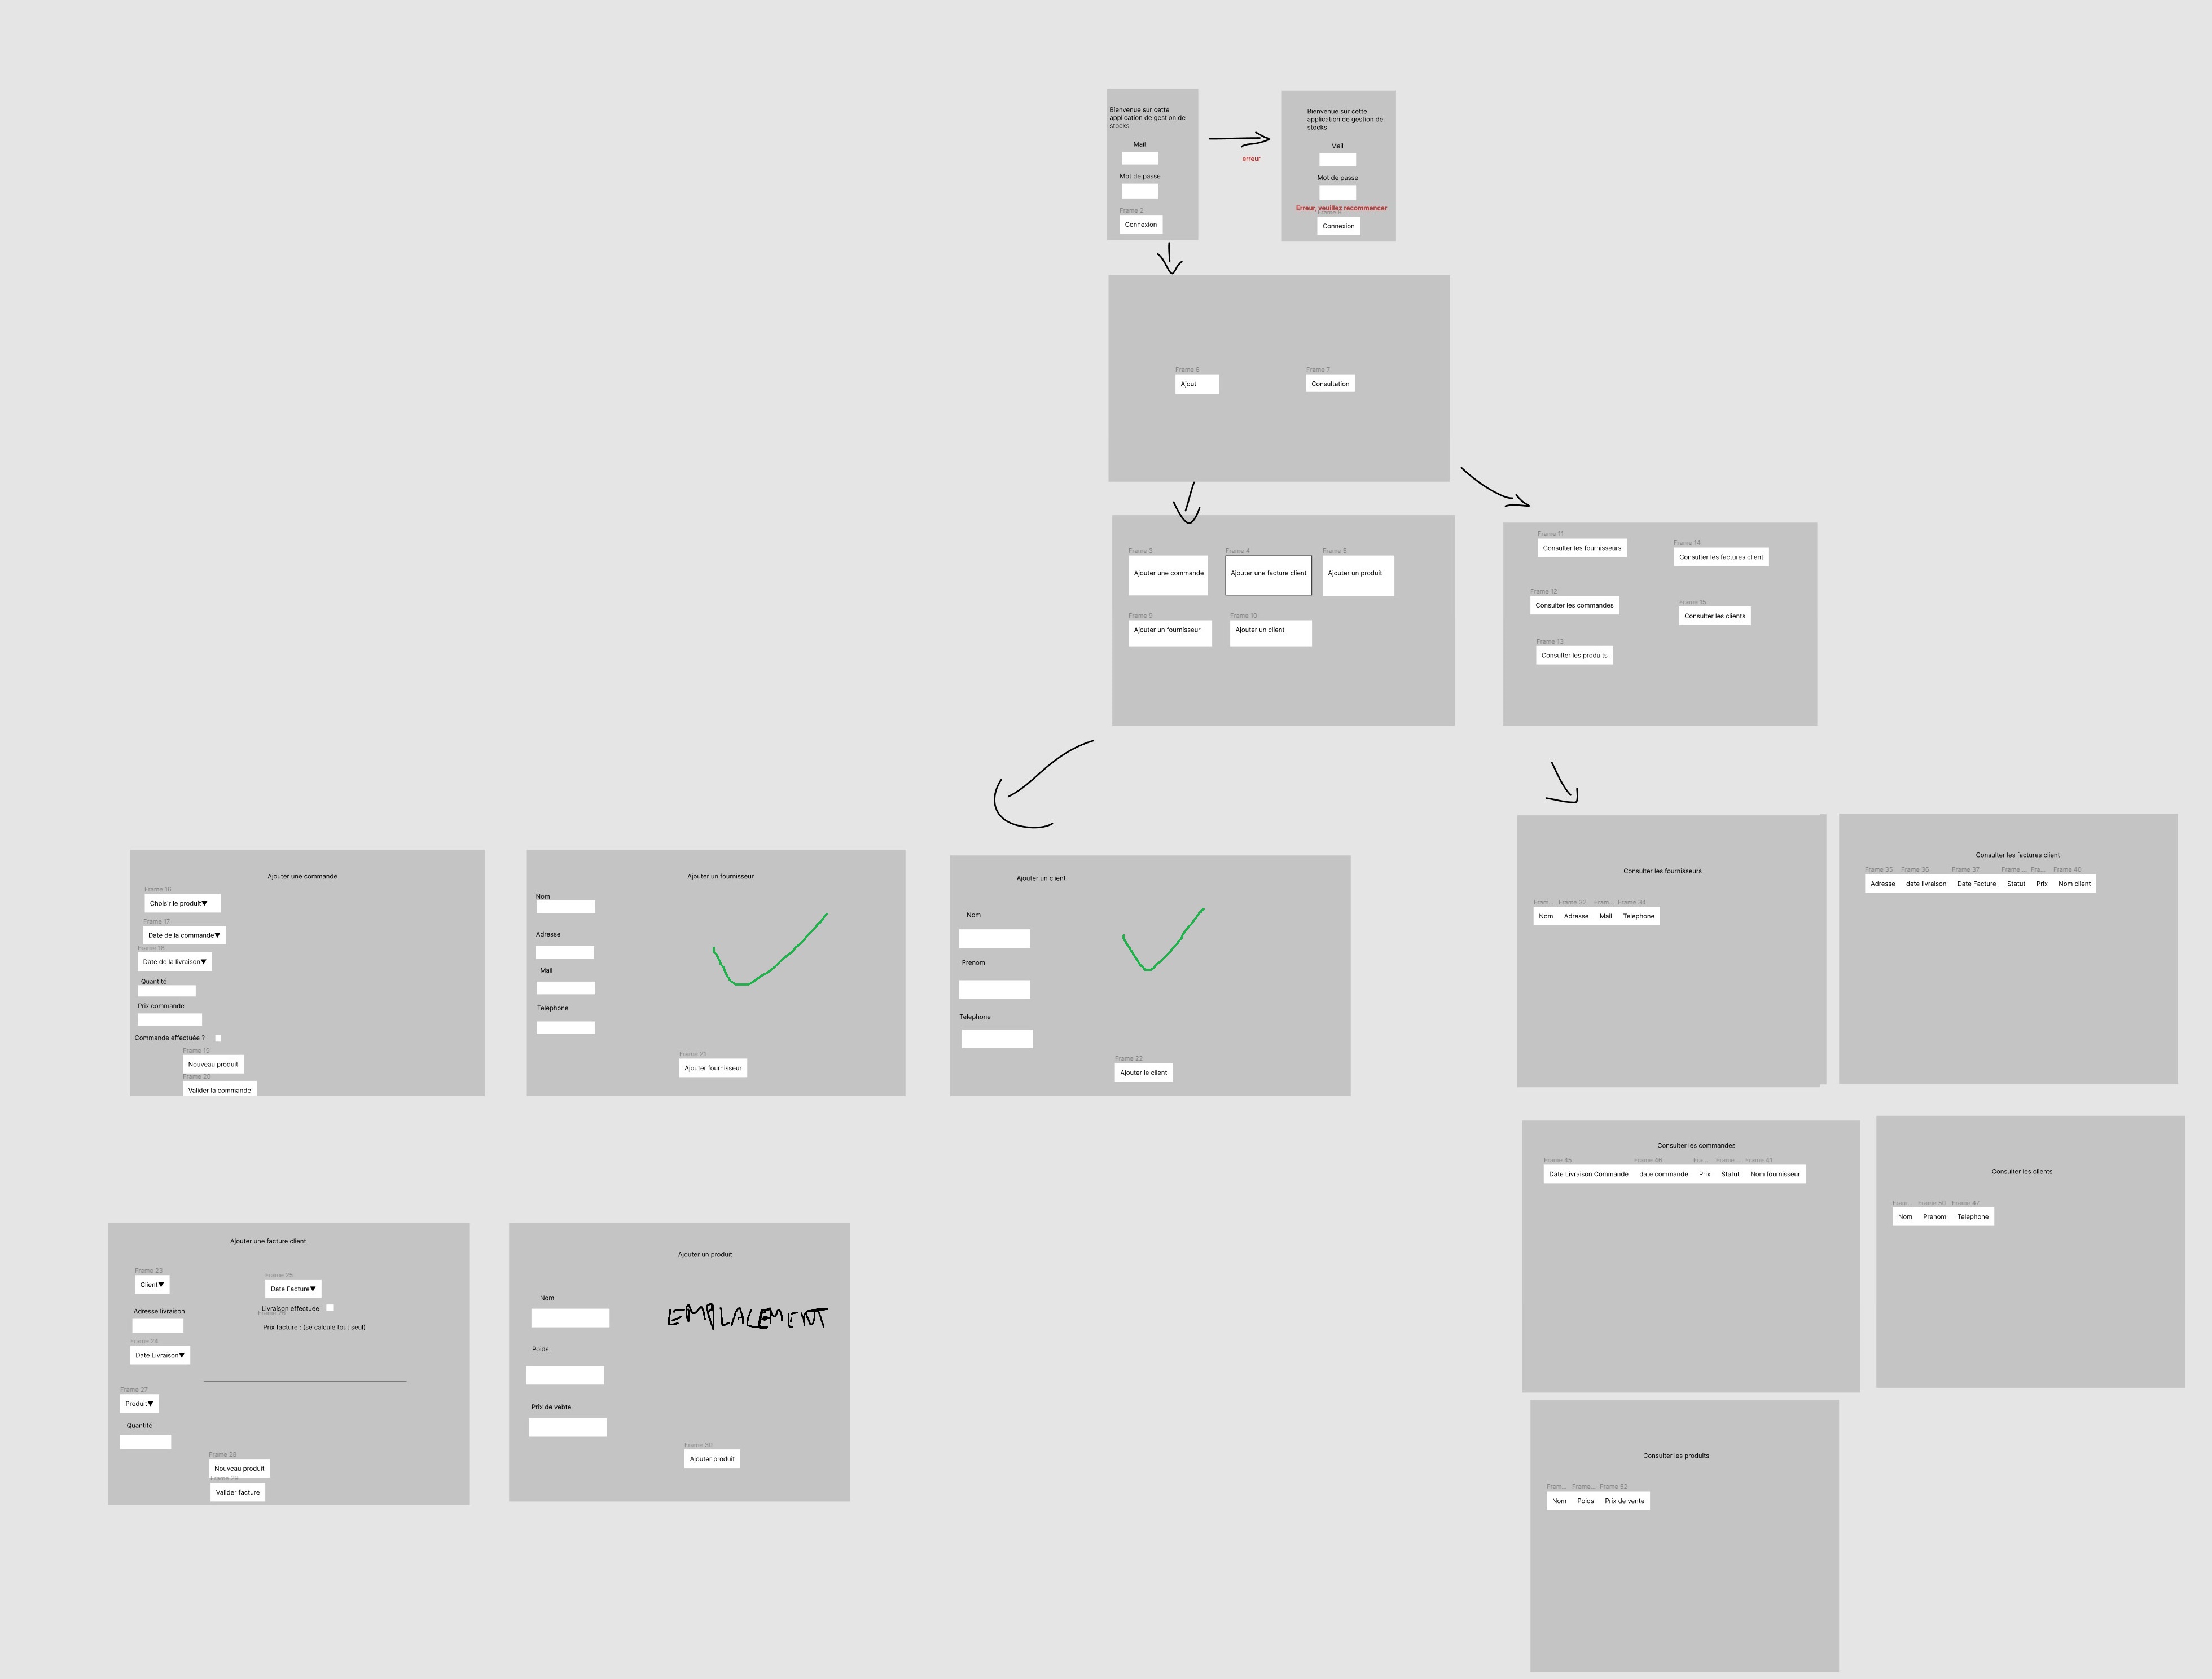 Bienvenue sur cette
application de gestion de
stocks
Mail
Mot de passe
Frame 2
Connexion
erreur
Bienvenue sur cette
application de gestion de
stocks
Mail
Mot de passe
Erreur, veuillez recommencer
Connexion
Frame 6
Ajout
Frame 7
Consultation
Frame 3
Ajouter une commande
Frame 4
Ajouter une facture client
Frame 5
Ajouter un produit
Frame 9
Ajouter un fournisseur
Frame 10
Ajouter un client
Frame 11
Consulter les fournisseurs
Frame 14
Consulter les factures client
Frame 12
Consulter les commandes
Frame 15
Consulter les clients
Frame 13
Consulter les produits
Ajouter une commande
Frame 16
Choisir le produit▼
Frame 17
Date de la commande▼
Frame 18
Date de la livraison▼
Quantité
Prix commande
Commande effectuée ?
Frame 19
Nouveau produit
Frame 20
Valider la commande
Ajouter un fournisseur
Nom
Adresse
Mail
Telephone
Frame 21
Ajouter fournisseur
Ajouter un client
Nom
Prenom
Telephone
Frame 22
Ajouter le client
Consulter les fournisseurs
Fram... Frame 32 Fram... Frame 34
Nom Adresse Mail Telephone
Consulter les factures client
Frame 35 Frame 36 Frame 37 Frame ... Fra... Frame 40
Adresse date livraison Date Facture Statut Prix Nom client
Consulter les commandes
Frame 45 Frame 46 Fra... Frame ... Frame 41
Date Livraison Commande date commande Prix Statut Nom fournisseur
Consulter les clients
Fram... Frame 50 Frame 47
Nom Prenom Telephone
Ajouter une facture client
Frame 23
Client▼
Adresse livraison
Frame 24
Date Livraison▼
Frame 25
Date Facture▼
Livraison effectuée
Frame 26
Prix facture : (se calcule tout seul)
Frame 27
Produit▼
Quantité
Frame 28
Nouveau produit
Frame 29
Valider facture
Ajouter un produit
Nom
EMPLACEMENT
Poids
Prix de vebte
Frame 30
Ajouter produit
Consulter les produits
Fram... Frame... Frame 52
Nom Poids Prix de vente